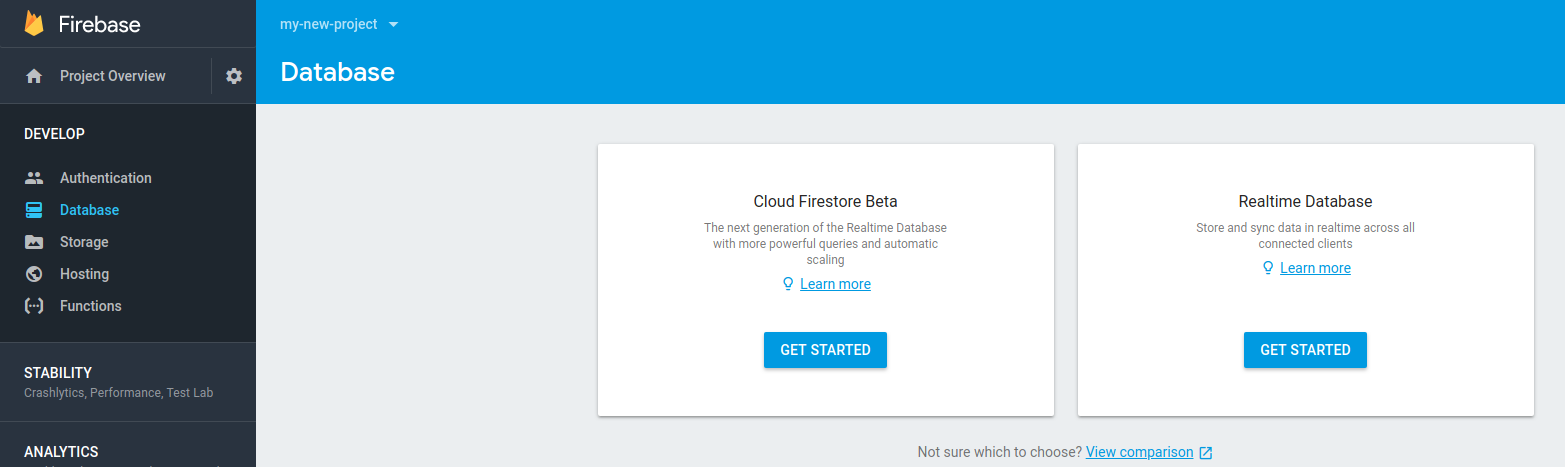 Firebase
my-new-project
Project Overview
Database
DEVELOP
Authentication
Database
Storage
Hosting
Functions
STABILITY
Crashlytics, Performance, Test Lab
ANALYTICS
Cloud Firestore Beta
The next generation of the Realtime Database
with more powerful queries and automatic
scaling
Learn more
GET STARTED
Realtime Database
Store and sync data in realtime across all
connected clients
Learn more
GET STARTED
Not sure which to choose? View comparison